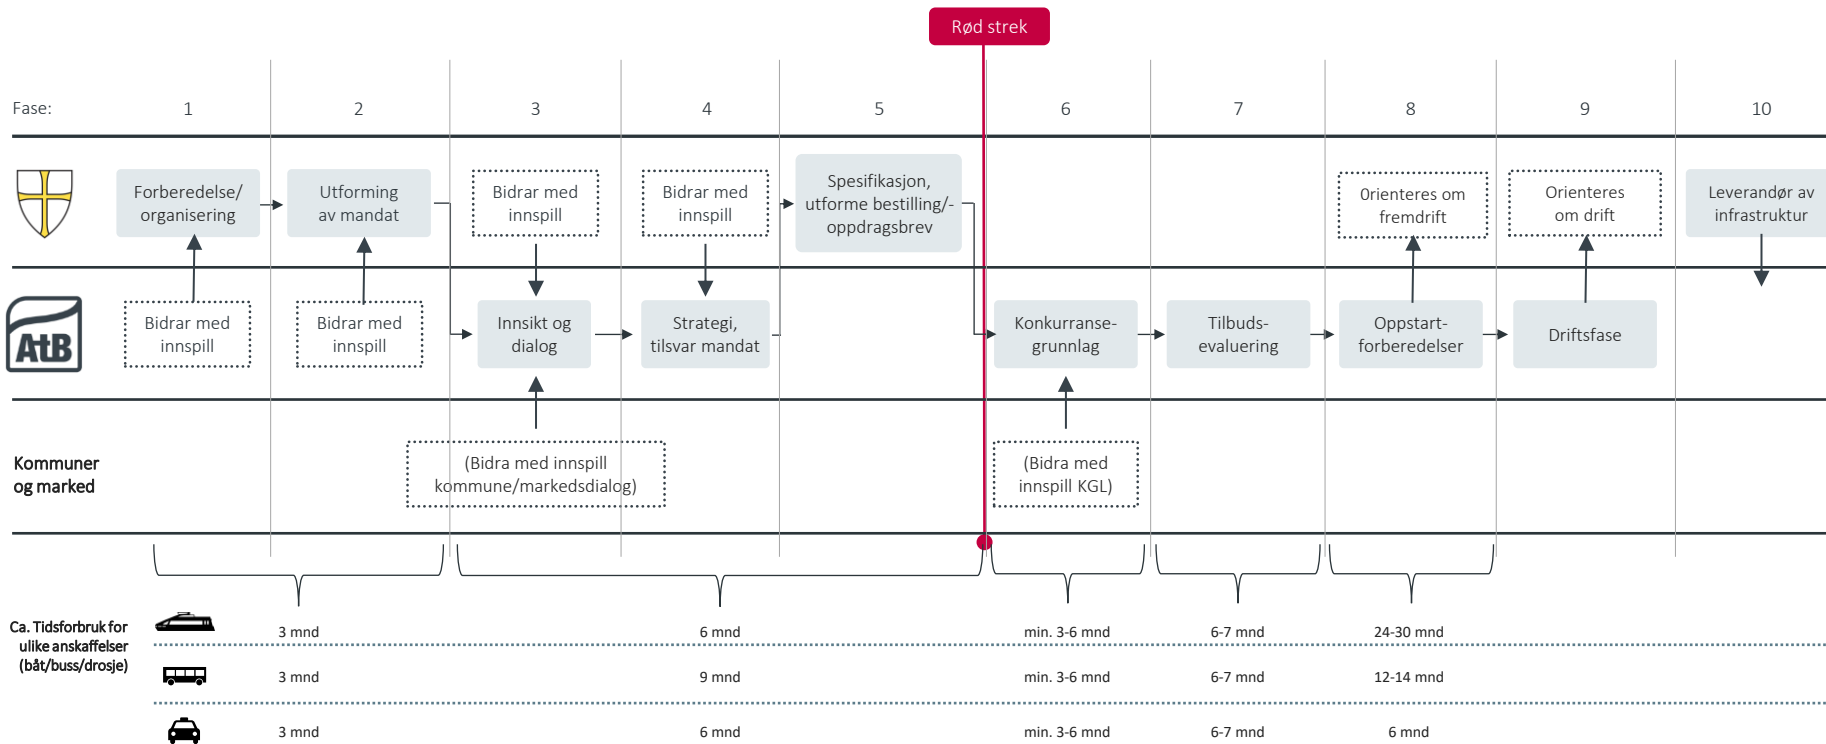 Rød strek
Fase:
1
2
3
4
5
6
7
8
9
10
Forberedelse/
organisering
Utforming
av mandat
Bidrar med
innspill
Bidrar med
innspill
Spesifikasjon,
utforme bestilling/-
oppdragsbrev
Orienteres om
fremdrift
Orienteres
om drift
Leverandør av
infrastruktur
AtB
Bidrar med
innspill
Bidrar med
innspill
Innsikt og
dialog
Strategi,
tilsvar mandat
Konkurranse-
grunnlag
Tilbuds-
evaluering
Oppstart-
forberedelser
Driftsfase
Kommuner
og marked
(Bidra med innspill
kommune/markedsdialog)
(Bidra med
innspill KGL)
Ca. Tidsforbruk for
ulike anskaffelser
(båt/buss/drosje)
3 mnd
6 mnd
min. 3-6 mnd
6-7 mnd
24-30 mnd
3 mnd
9 mnd
min. 3-6 mnd
6-7 mnd
12-14 mnd
3 mnd
6 mnd
min. 3-6 mnd
6-7 mnd
6 mnd